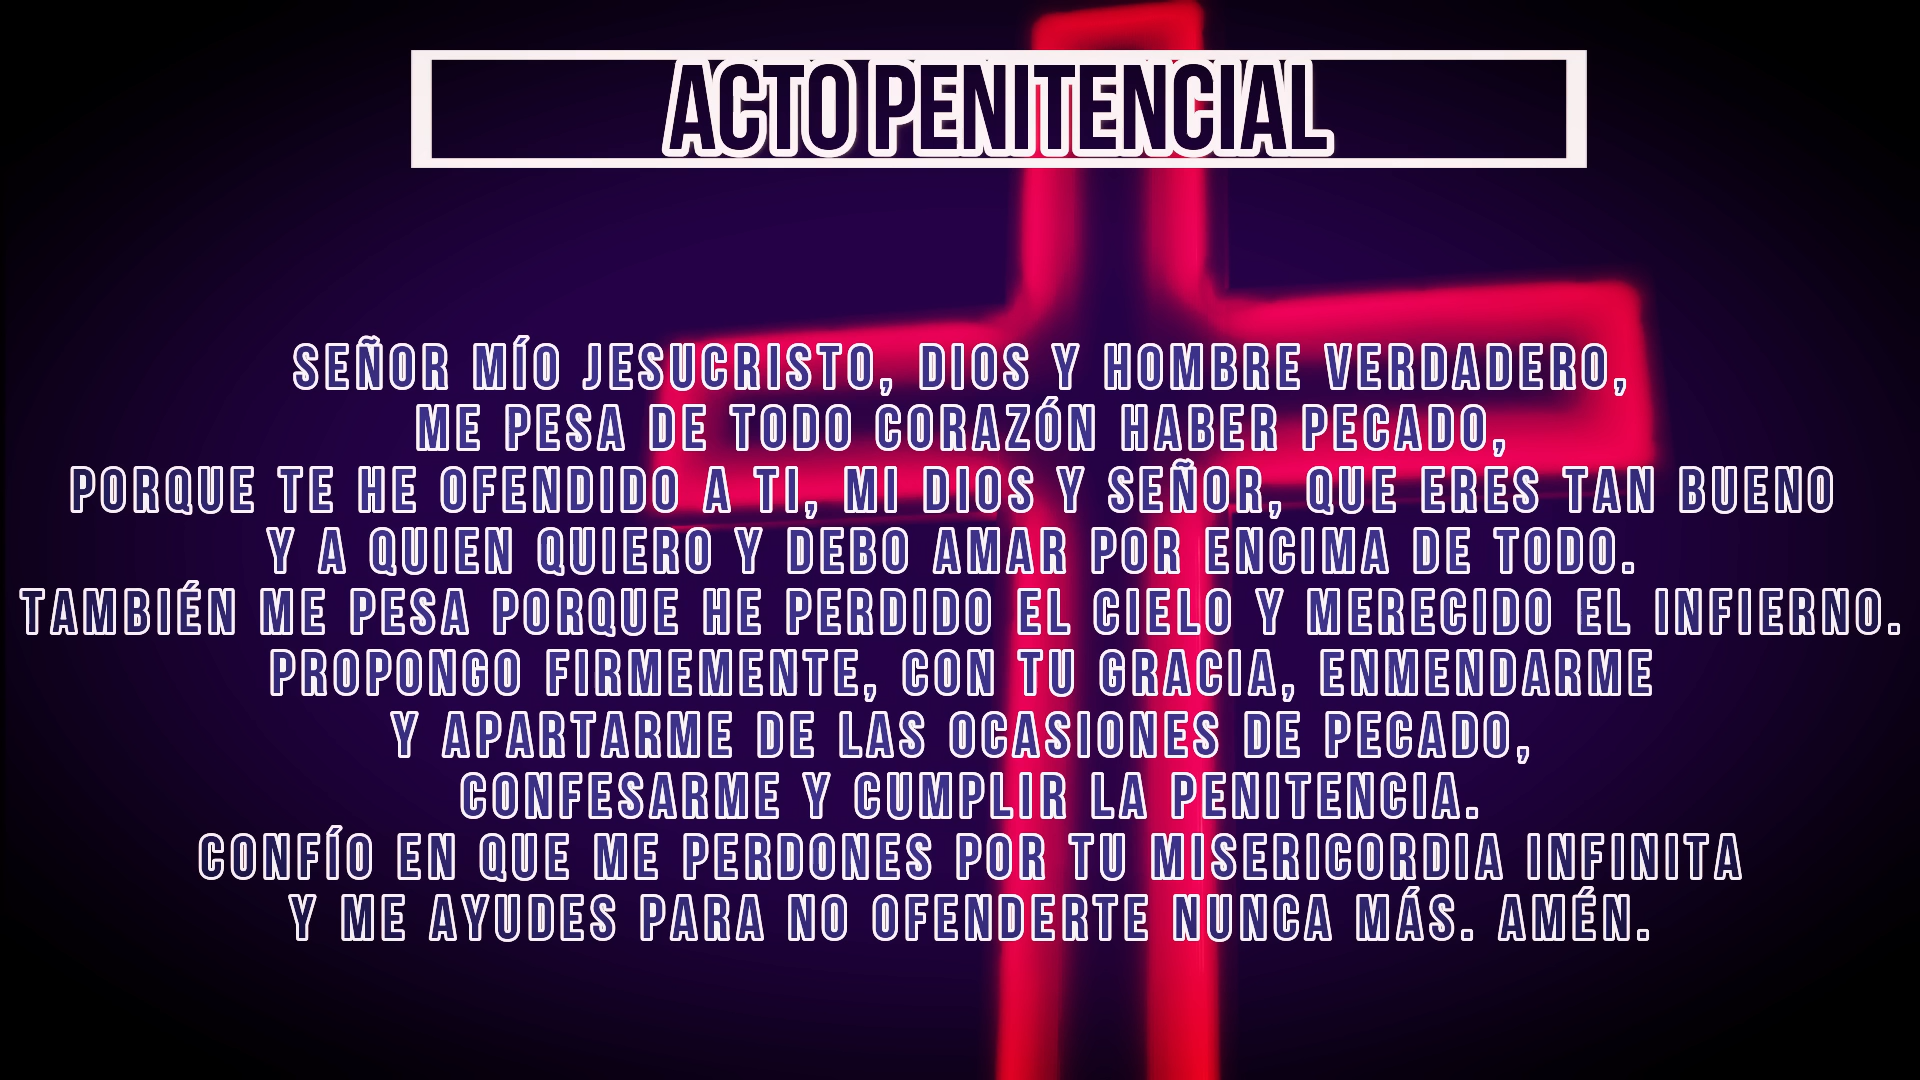 ACTO PENITENCIAL
SEÑOR MÍO JESUCRISTO, DIOS Y HOMBRE VERDADERO,
ME PESA DE TODO CORAZÓN HABER PECADO,
PORQUE TE HE OFENDIDO A TI, MI DIOS Y SEÑOR, QUE ERES TAN BUENO
Y A QUIEN QUIERO Y DEBO AMAR POR ENCIMA DE TODO.
TAMBIÉN ME PESA PORQUE HE PERDIDO EL CIELO Y MERECIDO EL INFIERNO.
PROPONGO FIRMEMENTE, CON TU GRACIA, ENMENDARME
Y APARTARME DE LAS OCASIONES DE PECADO,
CONFESARME Y CUMPLIR LA PENITENCIA.
CONFÍO EN QUE ME PERDONES POR TU MISERICORDIA INFINITA
Y ME AYUDES PARA NO OFENDERTE NUNCA MÁS. AMÉN.